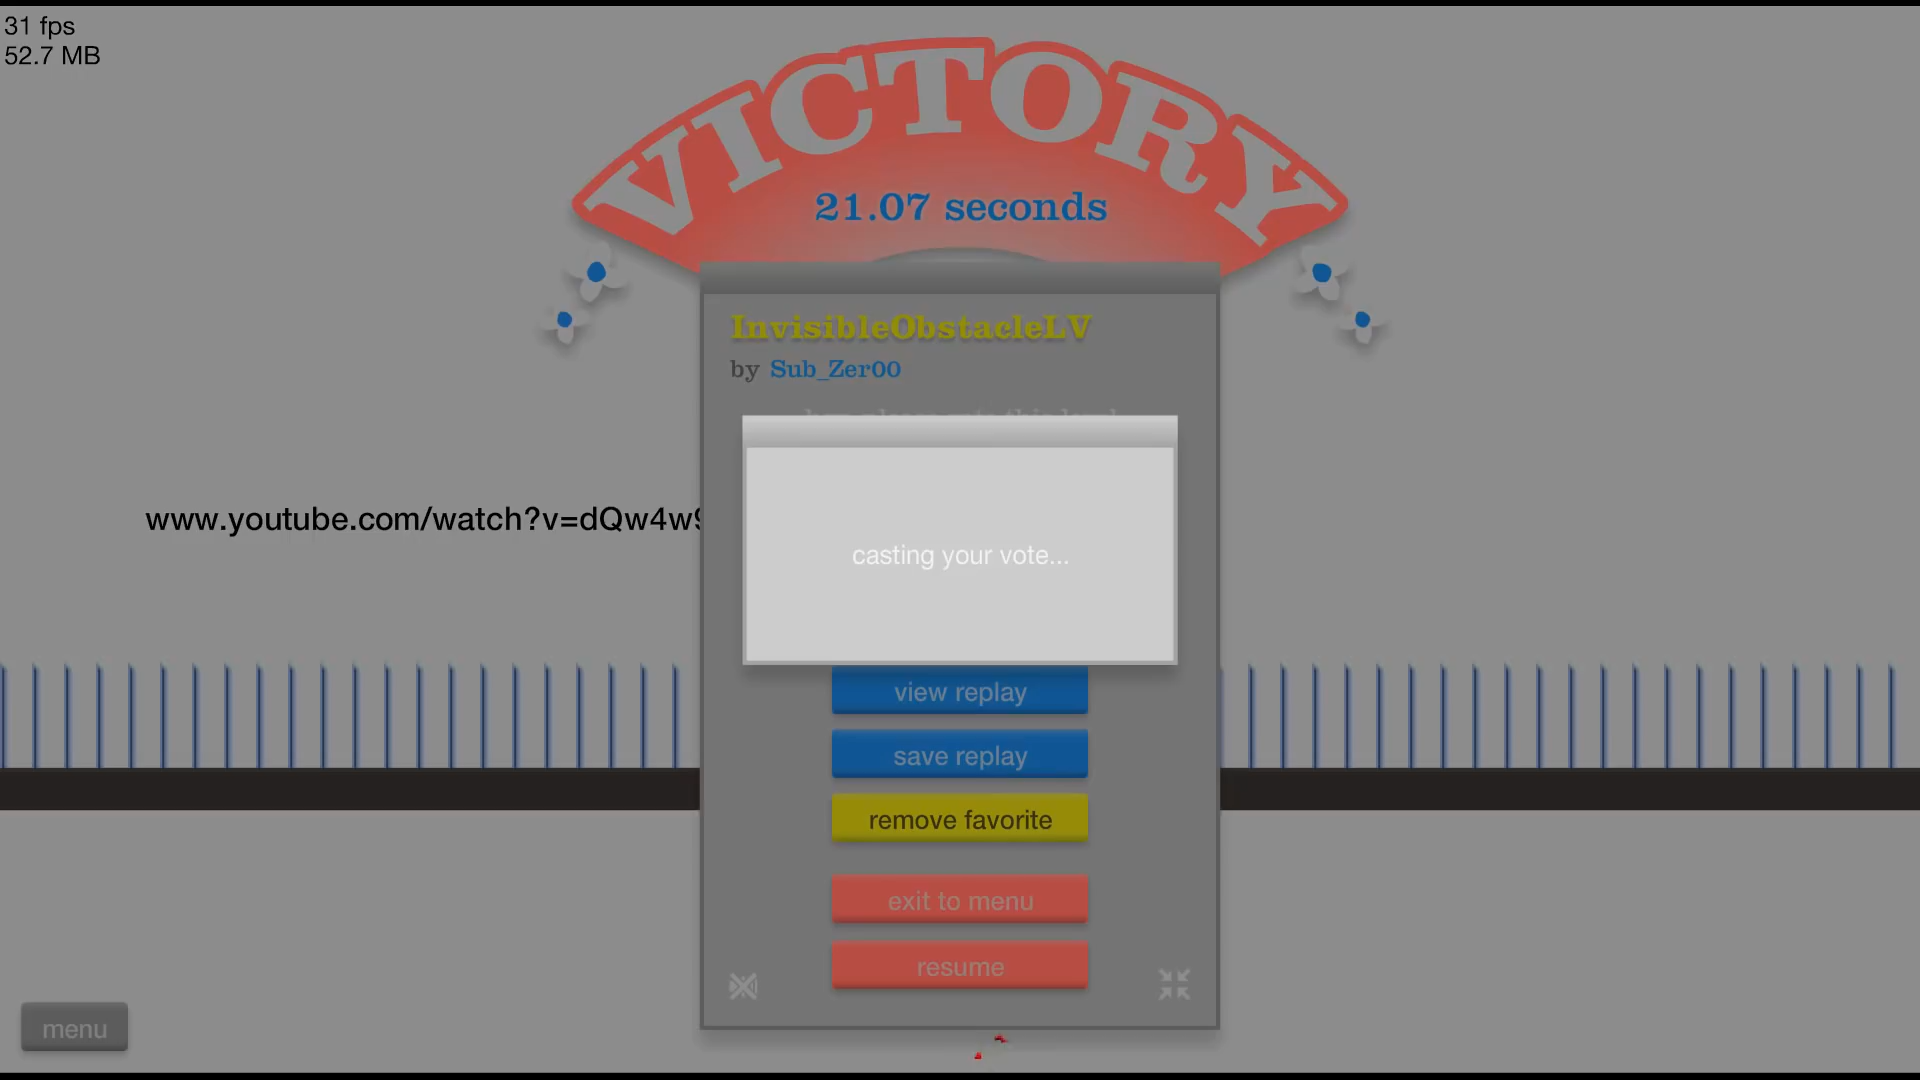 31 fps
52.7 MB
VICTORY
21.07 seconds
InvisibleObstacleLV
by Sub_Zer00
www.youtube.com/watch?v=dQw4w9
casting your vote...
view replay
save replay
remove favorite
exit to menu
resume
menu